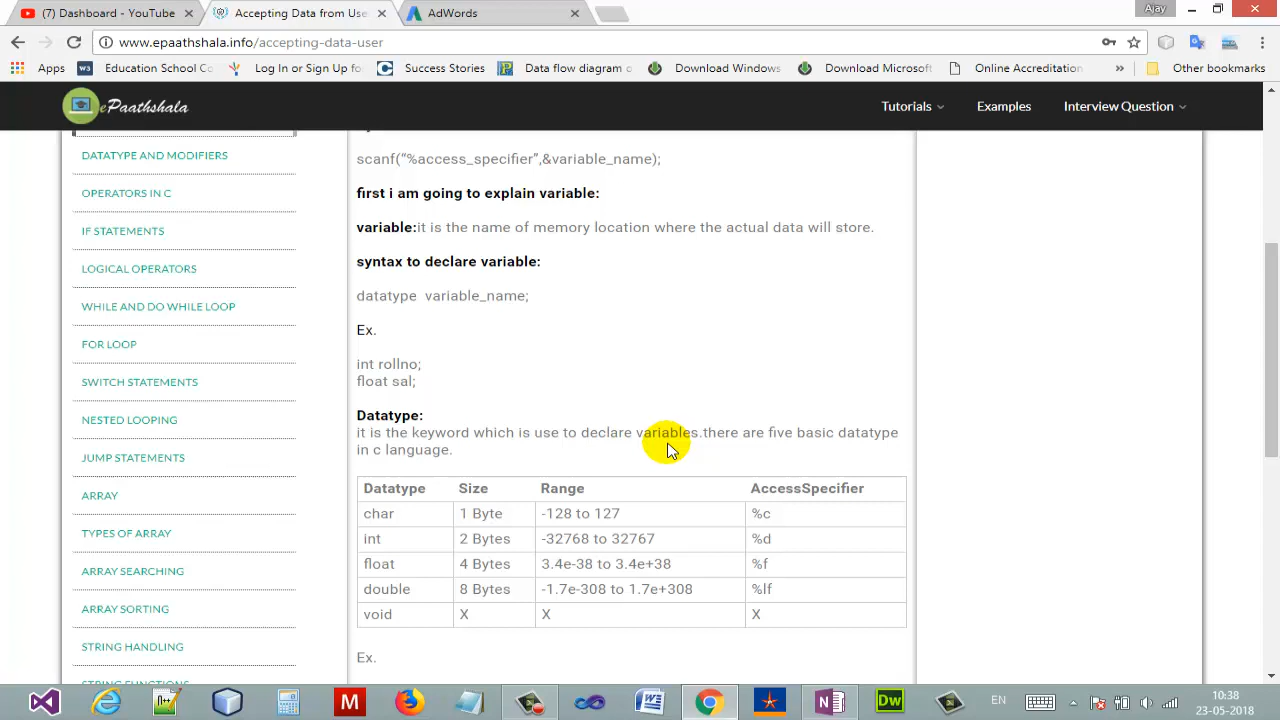 (7) Dashboard - YouTube
Accepting Data from Use
AdWords
Ajay
www.epaathshala.info/accepting-data-user
Apps
Education School Co
Log In or Sign Up fo
Success Stories
Data flow diagram o
Download Windows
Download Microsoft
Online Accreditation
»
Other bookmarks
ePaathshala
Tutorials
Examples
Interview Question
DATATYPE AND MODIFIERS
OPERATORS IN C
IF STATEMENTS
LOGICAL OPERATORS
WHILE AND DO WHILE LOOP
FOR LOOP
SWITCH STATEMENTS
NESTED LOOPING
JUMP STATEMENTS
ARRAY
TYPES OF ARRAY
ARRAY SEARCHING
ARRAY SORTING
STRING HANDLING
scanf(“%access_specifier”,&variable_name);
first i am going to explain variable:
variable:it is the name of memory location where the actual data will store.
syntax to declare variable:
datatype variable_name;
Ex.
int rollno;
float sal;
Datatype:
it is the keyword which is use to declare variables.there are five basic datatype
in c language.
Datatype Size Range AccessSpecifier
char 1 Byte -128 to 127 %c
int 2 Bytes -32768 to 32767 %d
float 4 Bytes 3.4e-38 to 3.4e+38 %f
double 8 Bytes -1.7e-308 to 1.7e+308 %lf
void X X X
Ex.
EN
10:38
23-05-2018